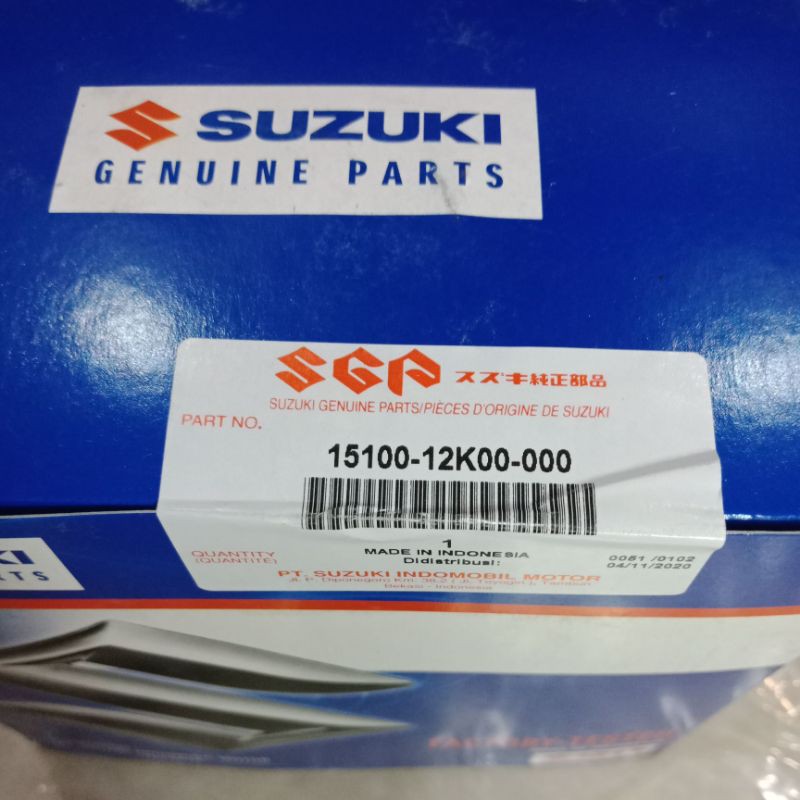 SUZUKI
GENUINE PARTS
SGP スズキ純正部品
SUZUKI GENUINE PARTS/PIÈCES D'ORIGINE DE SUZUKI
PART NO.
15100-12K00-000
1
QUANTITY
(QUANTITÉ)
MADE IN INDONESIA
Didistribusi:
0051 /0102
04/11/2020
PT. SUZUKI INDOMOBIL MOTOR
Bekasi - Indonesia
UKI
ARTS